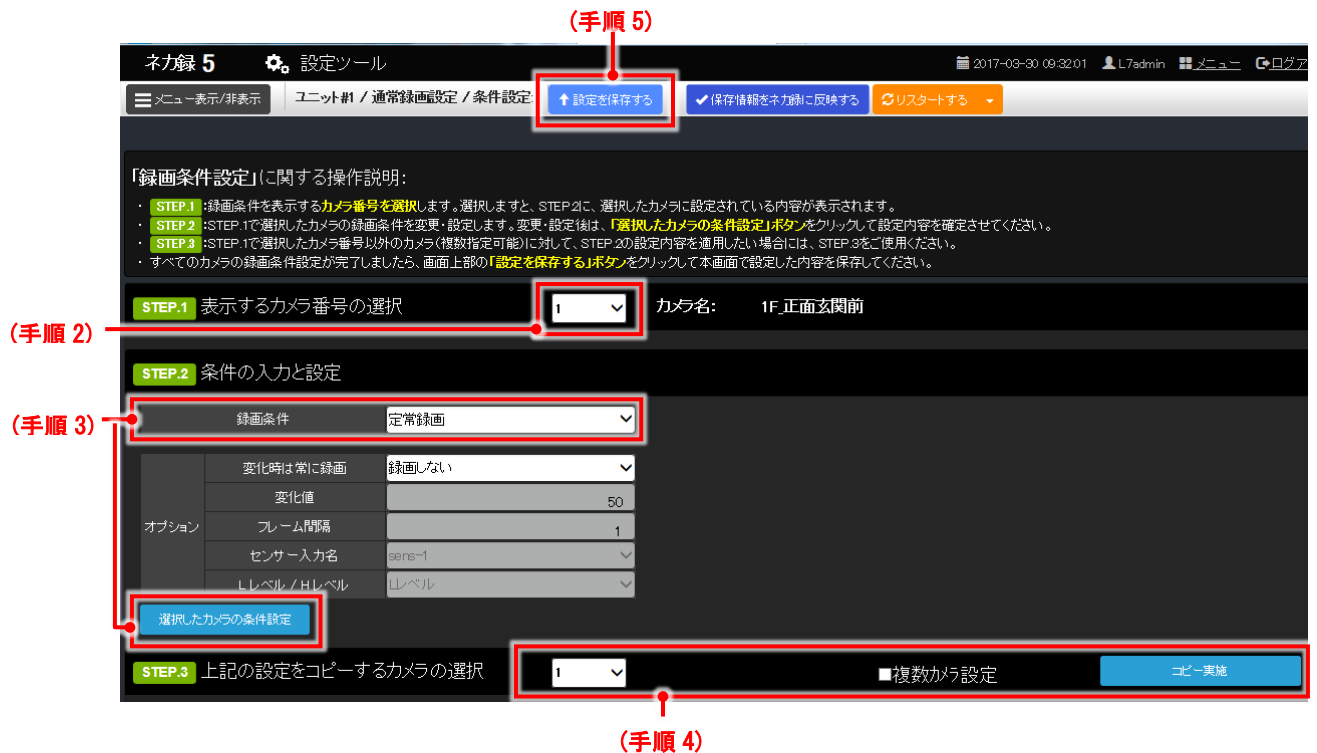 (手順 5)
ネカ録 5 設定ツール 2017-03-30 09:32:01 L7admin メニュー ログア
メニュー表示/非表示 ユニット#1 / 通常録画設定 / 条件設定: 設定を保存する 保存情報をネカ録に反映する リスタートする
「録画条件設定」に関する操作説明:
・ STEP.1 :録画条件を表示するカメラ番号を選択します。選択しますと、STEP.2に、選択したカメラに設定されている内容が表示されます。
・ STEP.2 :STEP.1で選択したカメラの録画条件を変更・設定します。変更・設定後は、「選択したカメラの条件設定」ボタンをクリックして設定内容を確定させてください。
・ STEP.3 :STEP.1で選択したカメラ番号以外のカメラ(複数指定可能)に対して、STEP.2の設定内容を適用したい場合には、STEP.3をご使用ください。
・ すべてのカメラの録画条件設定が完了しましたら、画面上部の「設定を保存する」ボタンをクリックして本画面で設定した内容を保存してください。
STEP.1 表示するカメラ番号の選択 1 カメラ名: 1F_正面玄関前
(手順 2)
STEP.2 条件の入力と設定
(手順 3)
録画条件 定常録画
オプション
変化時は常に録画 録画しない
変化値 50
フレーム間隔 1
センサー入力名 sens-1
Lレベル / Hレベル Lレベル
選択したカメラの条件設定
STEP.3 上記の設定をコピーするカメラの選択 1 ■複数カメラ設定 コピー実施
(手順 4)